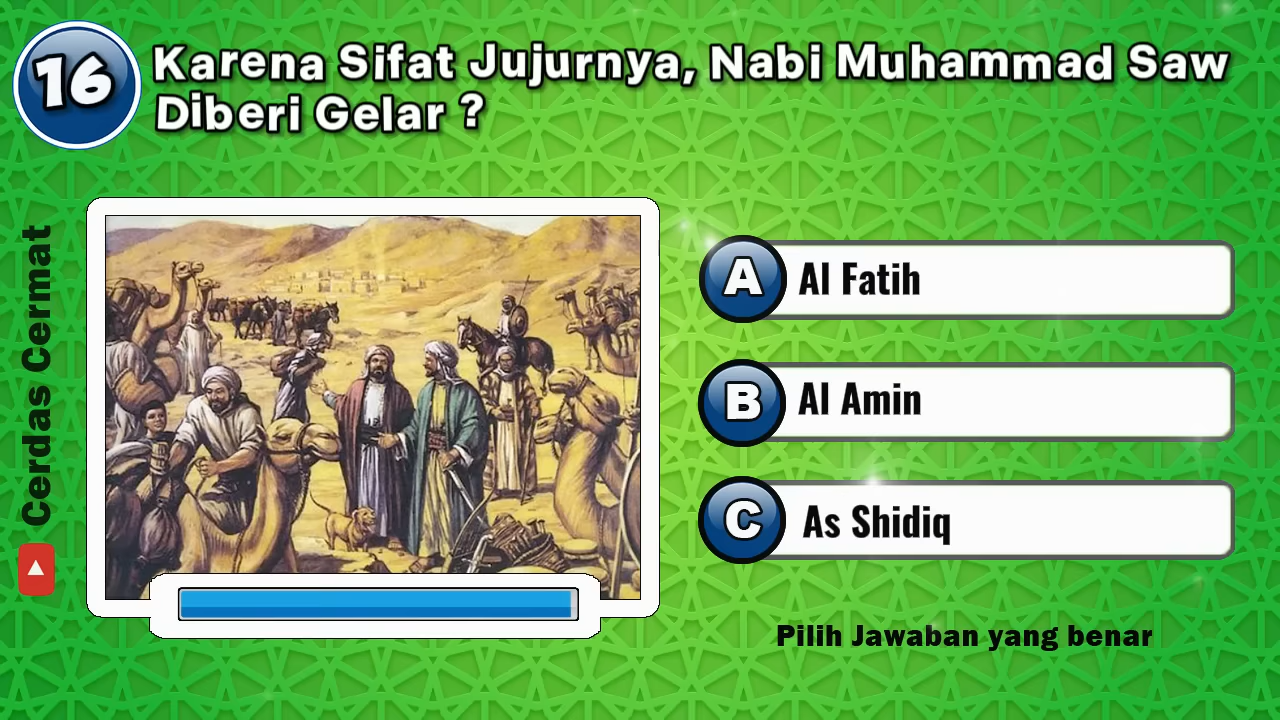 16
Karena Sifat Jujurnya, Nabi Muhammad Saw
Diberi Gelar ?
Cerdas Cermat
A Al Fatih
B Al Amin
C As Shidiq
Pilih Jawaban yang benar